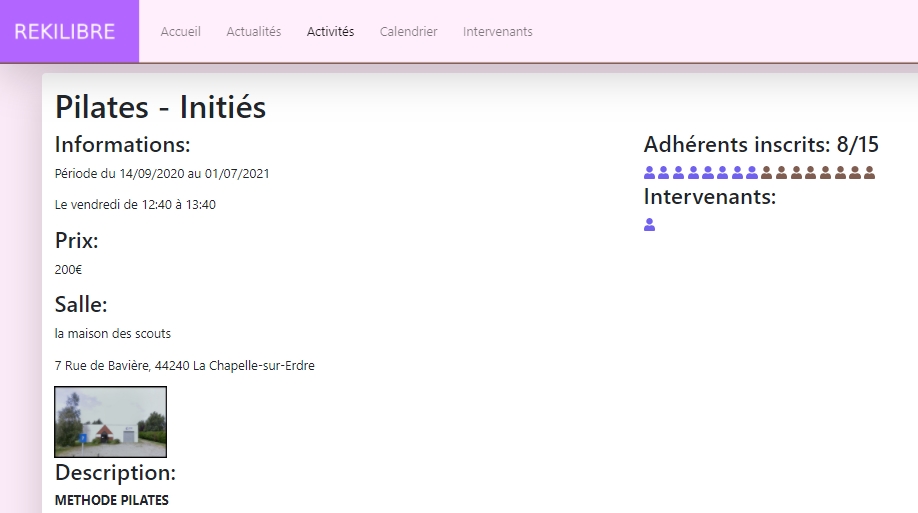 REKILIBRE
Accueil
Actualités
Activités
Calendrier
Intervenants
Pilates - Initiés
Informations:
Période du 14/09/2020 au 01/07/2021
Le vendredi de 12:40 à 13:40
Prix:
200€
Salle:
la maison des scouts
7 Rue de Bavière, 44240 La Chapelle-sur-Erdre
Description:
METHODE PILATES
Adhérents inscrits: 8/15
Intervenants: